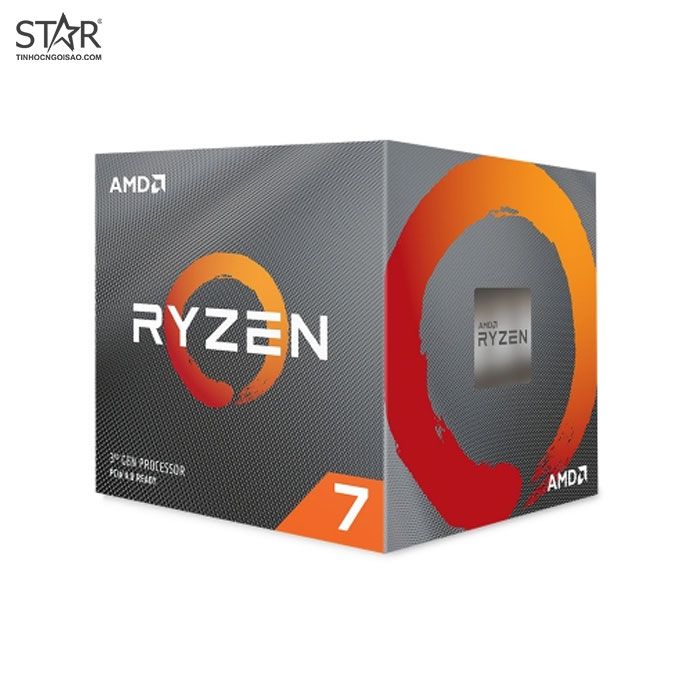 STAR®
TINHOCNGOISAO.COM
AMD
RYZEN
3rd GEN PROCESSOR
PCIe 4.0 READY
7
AMD
RYZEN
AMD